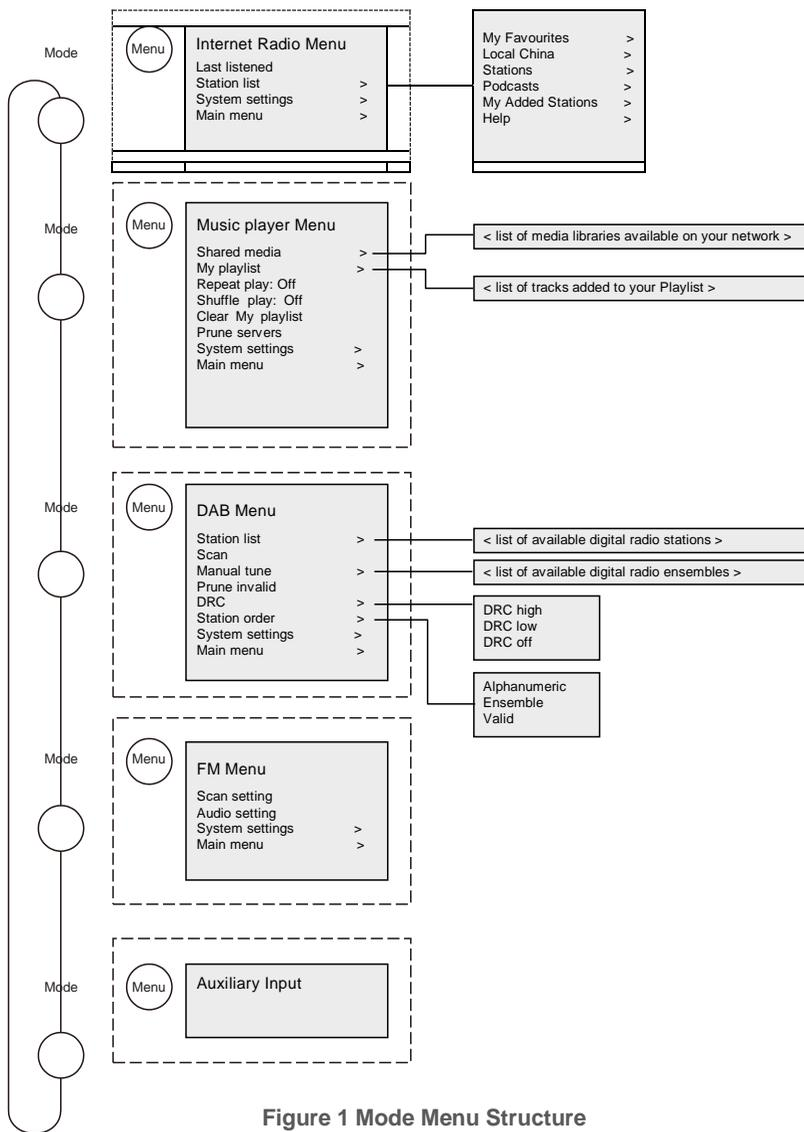 Mode
Menu
Internet Radio Menu
Last listened
Station list >
System settings >
Main menu >
My Favourites >
Local China >
Stations >
Podcasts >
My Added Stations >
Help >
Mode
Menu
Music player Menu
Shared media >
My playlist >
Repeat play: Off
Shuffle play: Off
Clear My playlist
Prune servers
System settings >
Main menu >
< list of media libraries available on your network >
< list of tracks added to your Playlist >
Mode
Menu
DAB Menu
Station list >
Scan
Manual tune >
Prune invalid
DRC >
Station order >
System settings >
Main menu >
< list of available digital radio stations >
< list of available digital radio ensembles >
DRC high
DRC low
DRC off
Alphanumeric
Ensemble
Valid
Mode
Menu
FM Menu
Scan setting
Audio setting
System settings >
Main menu >
Mode
Menu
Auxiliary Input
Figure 1 Mode Menu Structure